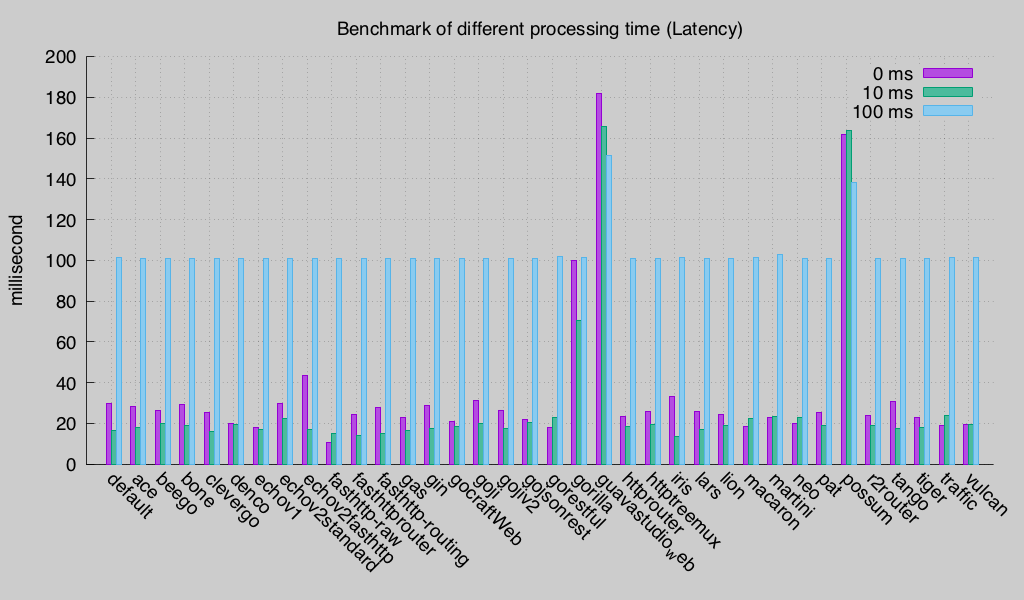 Benchmark of different processing time (Latency)
0 ms
10 ms
100 ms
millisecond
200
180
160
140
120
100
80
60
40
20
0
default
ace
beego
bone
clevergo
denco
echov1
echov2standard
echov2fasthttp
fasthttp-raw
fasthttprouter
fasthttp-routing
gas
gin
gocraftWeb
goji
gojiv2
gojsonrest
gorestful
gorilla
guavastudioweb
httprouter
httptreemux
iris
lars
lion
macaron
martini
neo
pat
possum
r2router
tango
tiger
traffic
vulcan